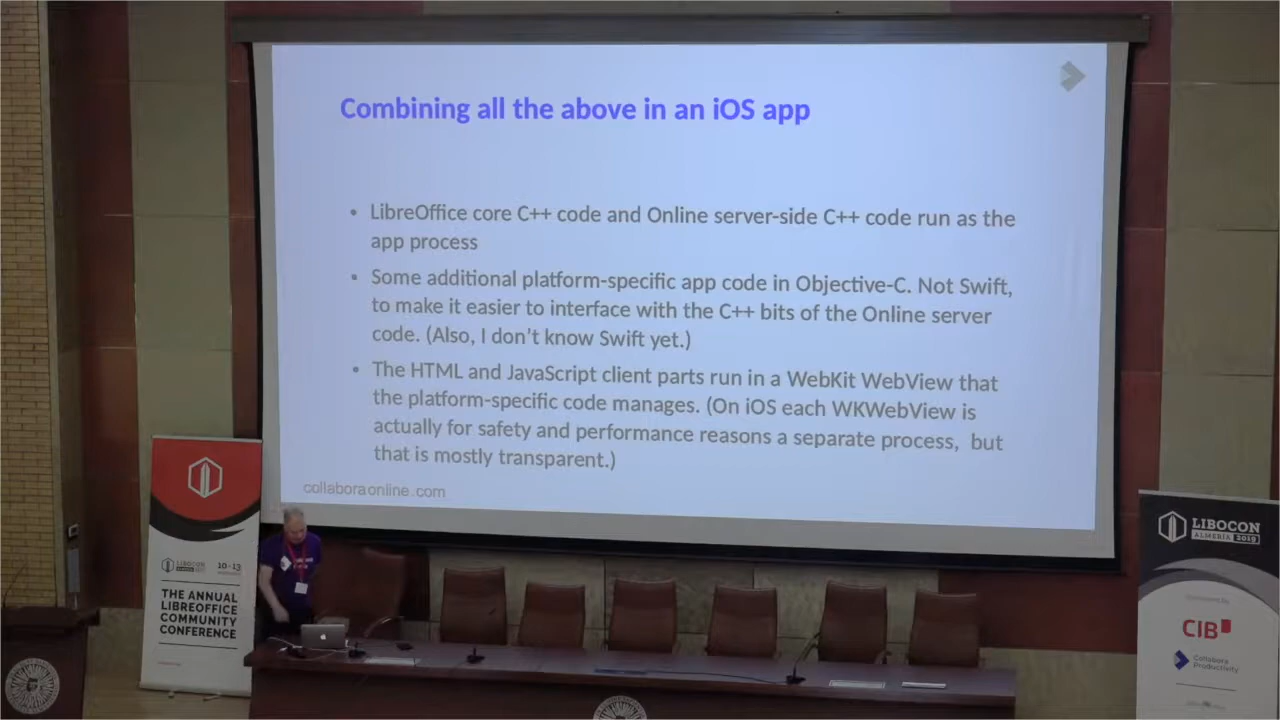 Combining all the above in an iOS app
• LibreOffice core C++ code and Online server-side C++ code run as the
app process
• Some additional platform-specific app code in Objective-C. Not Swift,
to make it easier to interface with the C++ bits of the Online server
code. (Also, I don't know Swift yet.)
• The HTML and JavaScript client parts run in a WebKit WebView that
the platform-specific code manages. (On iOS each WKWebView is
actually for safety and performance reasons a separate process, but
that is mostly transparent.)
collaboraonline.com
LIBOCON
10-13
THE ANNUAL
LIBREOFFICE
COMMUNITY
CONFERENCE
LIBOCON
ALMERÍA 2019
CIB
Collabora
Productivity